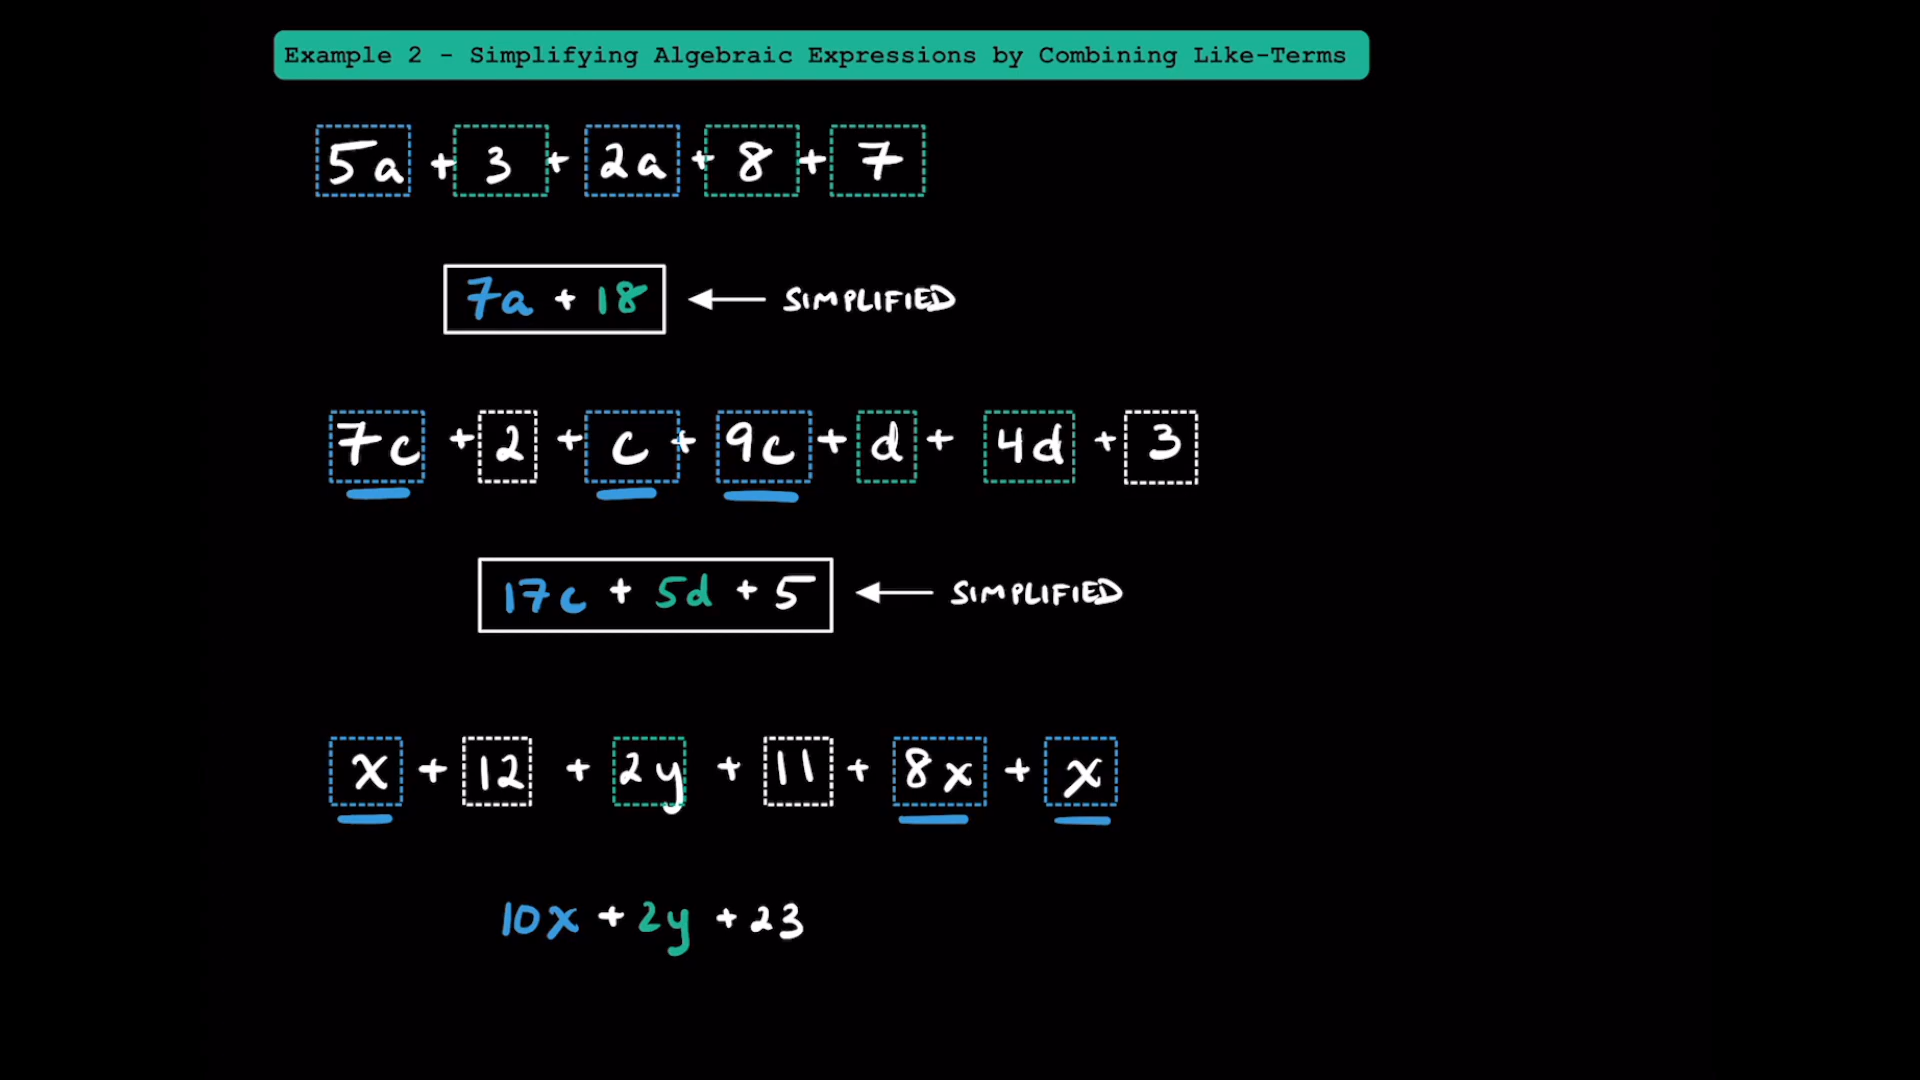 Example 2 - Simplifying Algebraic Expressions by Combining Like-Terms
5a + 3 + 2a + 8 + 7
7a + 18 ← SIMPLIFIED
7c + 2 + c + 9c + d + 4d + 3
17c + 5d + 5 ← SIMPLIFIED
x + 12 + 2y + 11 + 8x + x
10x + 2y + 23